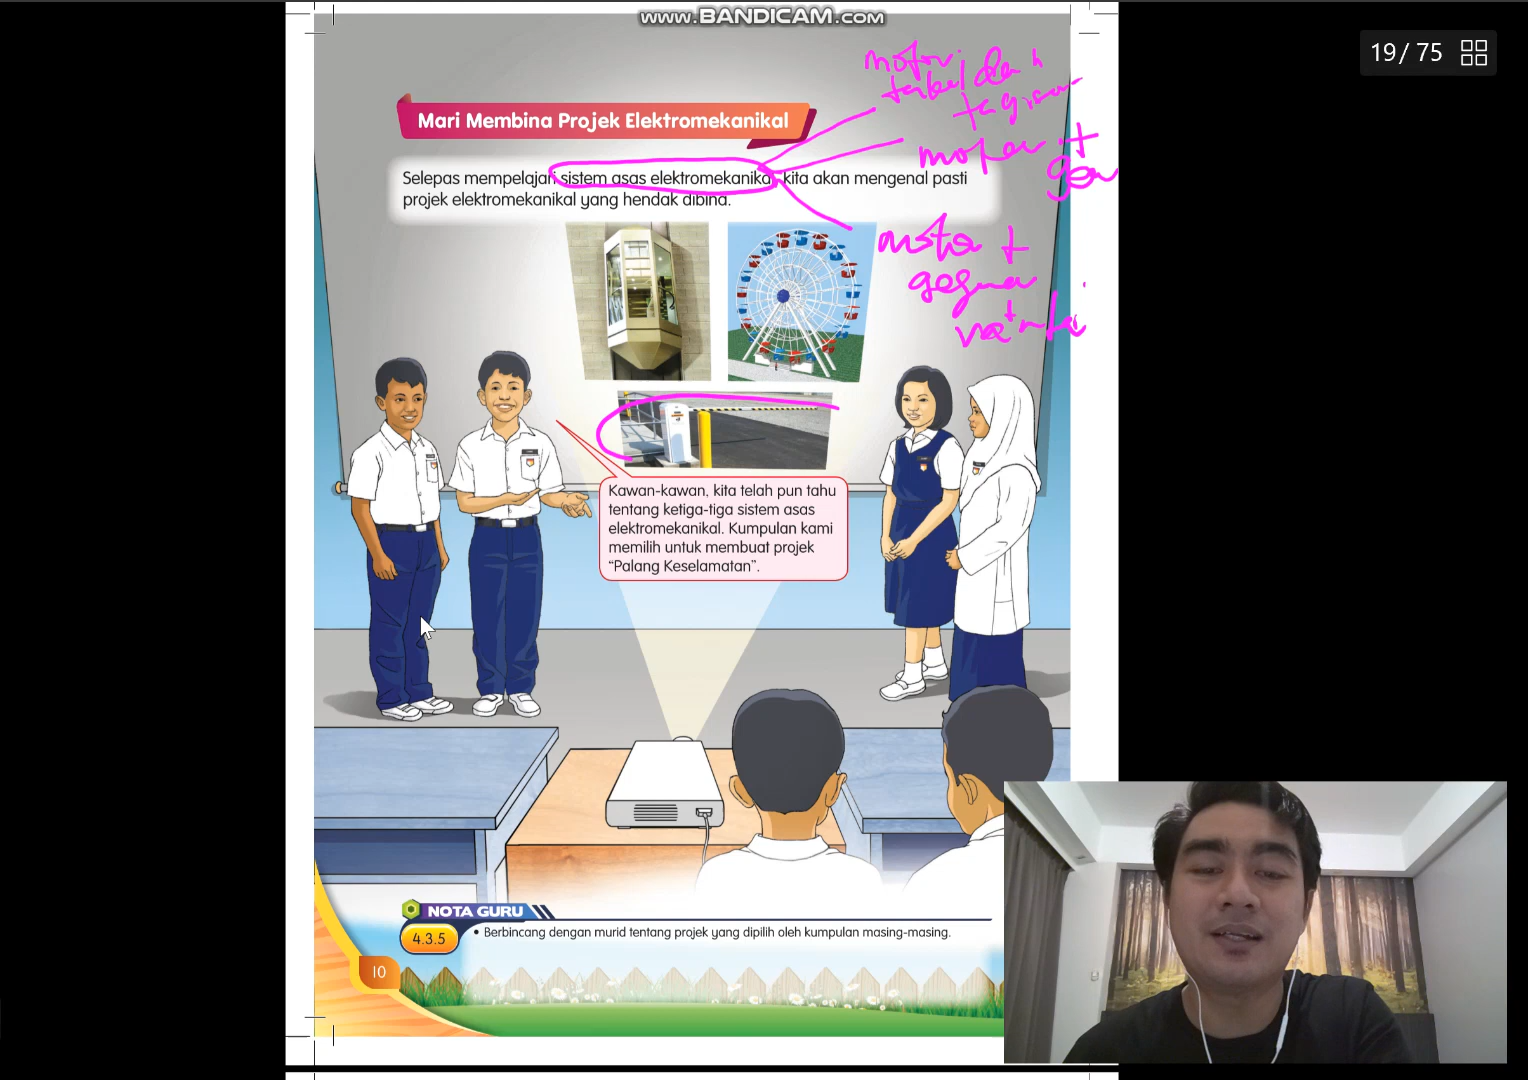 www.BANDICAM.com
19 / 75
Mari Membina Projek Elektromekanikal
Selepas mempelajari sistem asas elektromekanikal, kita akan mengenal pasti
projek elektromekanikal yang hendak dibina.
motor
motor +
motor +
Kawan-kawan, kita telah pun tahu
tentang ketiga-tiga sistem asas
elektromekanikal. Kumpulan kami
memilih untuk membuat projek
“Palang Keselamatan”.
NOTA GURU
4.3.5
• Berbincang dengan murid tentang projek yang dipilih oleh kumpulan masing-masing.
10